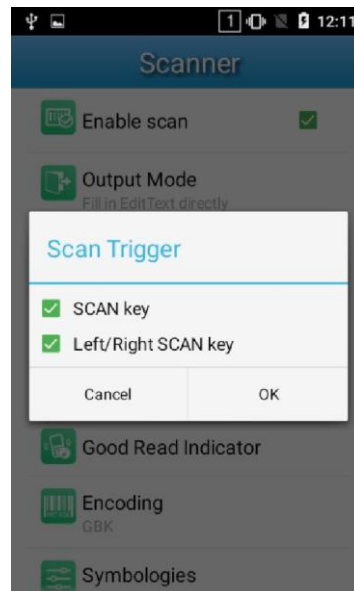 1 12:11
Scanner
Enable scan
Output Mode
Fill in EditText directly
Scan Trigger
SCAN key
Left/Right SCAN key
Cancel OK
Good Read Indicator
Encoding
GBK
Symbologies